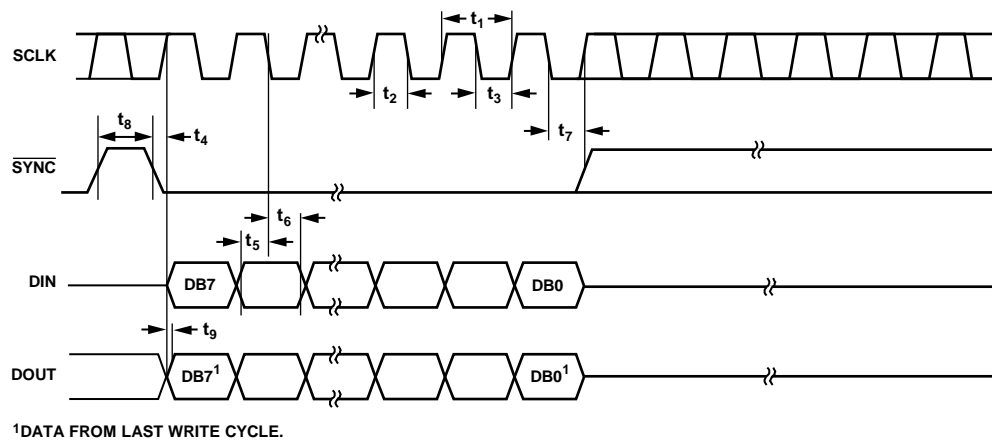 t1
SCLK
t2
t3
t8
t4
t7
SYNC
t6
t5
DIN
DB7
DB0
t9
DOUT
DB7¹
DB0¹
¹DATA FROM LAST WRITE CYCLE.